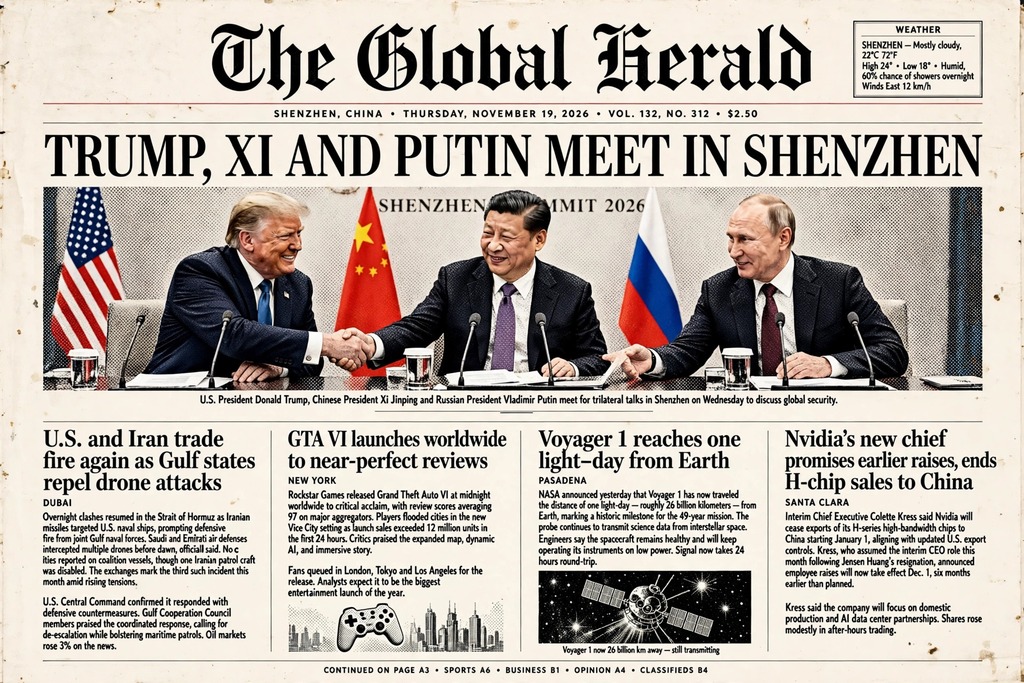 The Global Herald
WEATHER
SHENZHEN — Mostly cloudy,
22°C 72°F
High 24° • Low 18° • Humid,
60% chance of showers overnight
Winds East 12 km/h
SHENZHEN, CHINA • THURSDAY, NOVEMBER 19, 2026 • VOL. 132, NO. 312 • $2.50
TRUMP, XI AND PUTIN MEET IN SHENZHEN
SHENZHEN MMIT 2026
U.S. President Donald Trump, Chinese President Xi Jinping and Russian President Vladimir Putin meet for trilateral talks in Shenzhen on Wednesday to discuss global security.
U.S. and Iran trade
fire again as Gulf states
repel drone attacks
DUBAI
Overnight clashes resumed in the Strait of Hormuz as Iranian
missiles targeted U.S. naval ships, prompting defensive
fire from joint Gulf naval forces. Saudi and Emirati air defenses
intercepted multiple drones before dawn, officiall said. No c
ities reported on coalition vessels, though one Iranian patrol craft
was disabled. The exchanges mark the third such incident this
month amid rising tensions.
U.S. Central Command confirmed it responded with
defensive countermeasures. Gulf Cooperation Council
members praised the coordinated response, calling for
de-escalation while bolstering maritime patrols. Oil markets
rose 3% on the news.
GTA VI launches worldwide
to near-perfect reviews
NEW YORK
Rockstar Games released Grand Theft Auto VI at midnight
worldwide to critical acclaim, with review scores averaging
97 on major aggregators. Players flooded cities in the new
Vice City setting as launch sales exceeded 12 million units in
the first 24 hours. Critics praised the expanded map, dynamic
AI, and immersive story.
Fans queued in London, Tokyo and Los Angeles for the
release. Analysts expect it to be the biggest
entertainment launch of the year.
Voyager 1 reaches one
light–day from Earth
PASADENA
NASA announced yesterday that Voyager 1 has now traveled
the distance of one light-day — roughly 26 billion kilometers — from
Earth, marking a historic milestone for the 49-year mission. The
probe continues to transmit science data from interstellar space.
Engineers say the spacecraft remains healthy and will keep
operating its instruments on low power. Signal now takes 24
hours round-trip.
Voyager 1 now 26 billion km away — still transmitting
Nvidia's new chief
promises earlier raises, ends
H-chip sales to China
SANTA CLARA
Interim Chief Executive Colette Kress said Nvidia will
cease exports of its H-series high-bandwidth chips to
China starting January 1, aligning with updated U.S. export
controls. Kress, who assumed the interim CEO role this
month following Jensen Huang's resignation, announced
employee raises will now take effect Dec. 1, six months
earlier than planned.
Kress said the company will focus on domestic
production and AI data center partnerships. Shares rose
modestly in after-hours trading.
CONTINUED ON PAGE A3 • SPORTS A6 • BUSINESS B1 • OPINION A4 • CLASSIFIEDS B4